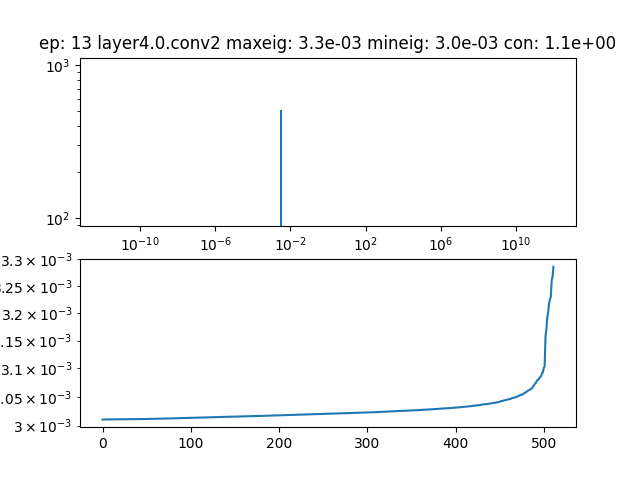 ep: 13 layer4.0.conv2 maxeig: 3.3e-03 mineig: 3.0e-03 con: 1.1e+00
10³
10²
10⁻¹⁰ 10⁻⁶ 10⁻² 10² 10⁶ 10¹⁰
3.3 × 10⁻³
.25 × 10⁻³
3.2 × 10⁻³
.15 × 10⁻³
3.1 × 10⁻³
.05 × 10⁻³
3 × 10⁻³
0 100 200 300 400 500